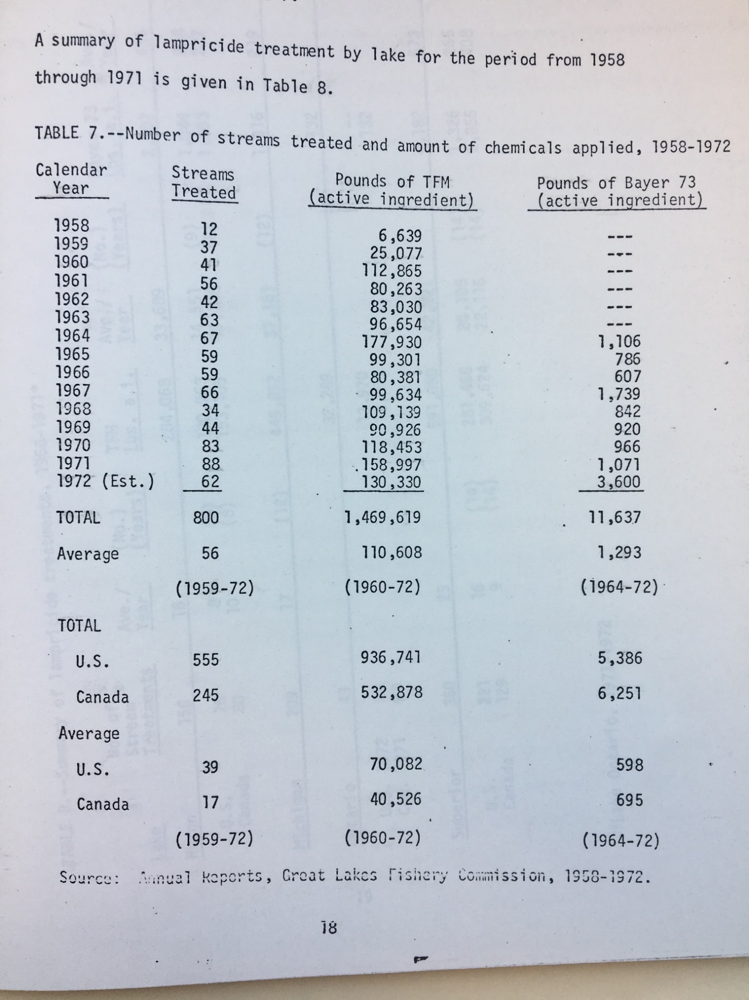 A summary of lampricide treatment by lake for the period from 1958
through 1971 is given in Table 8.
TABLE 7.--Number of streams treated and amount of chemicals applied, 1958-1972
Calendar Year Streams Treated Pounds of TFM (active ingredient) Pounds of Bayer 73 (active ingredient)
1958 12 6,639 ---
1959 37 25,077 ---
1960 41 112,865 ---
1961 56 80,263 ---
1962 42 83,030 ---
1963 63 96,654 ---
1964 67 177,930 1,106
1965 59 99,301 786
1966 59 80,381 607
1967 66 99,634 1,739
1968 34 109,139 842
1969 44 90,926 920
1970 83 118,453 966
1971 88 158,997 1,071
1972 (Est.) 62 130,330 3,600
TOTAL 800 1,469,619 11,637
Average 56 110,608 1,293
(1959-72) (1960-72) (1964-72)
TOTAL
U.S. 555 936,741 5,386
Canada 245 532,878 6,251
Average
U.S. 39 70,082 598
Canada 17 40,526 695
(1959-72) (1960-72) (1964-72)
Source: Annual Reports, Great Lakes Fishery Commission, 1958-1972.
18